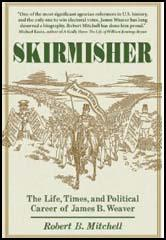 "One of the most significant agrarian reformers in U.S. history,
and the only one to win electoral votes, James Weaver has long
deserved a biography. Robert Mitchell has done him proud."
Michael Kazin, author of A Godly Hero: The Life of William Jennings Bryan
SKIRMISHER
The Life, Times, and Political
Career of James B. Weaver
Robert B. Mitchell